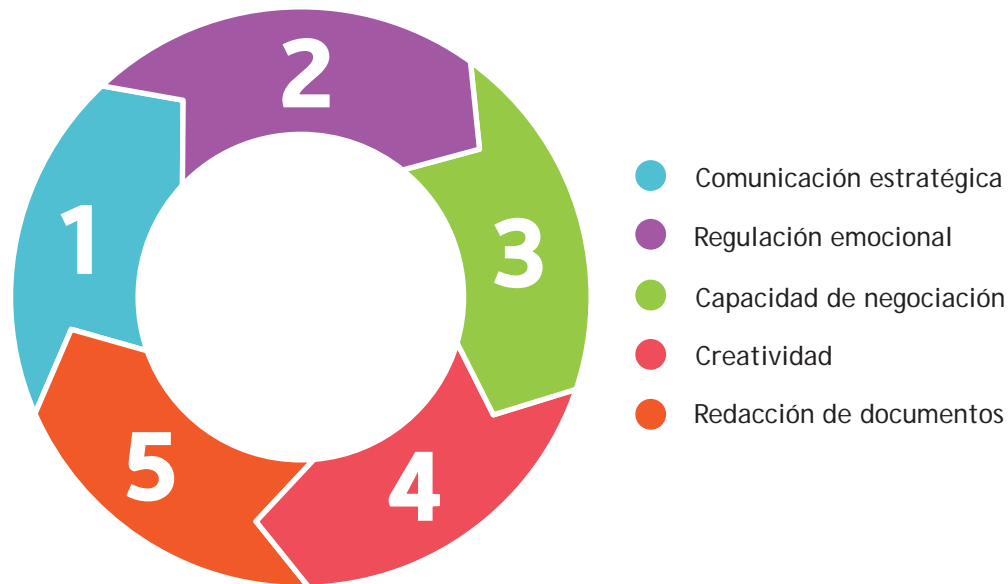 2
1
3
5
4
Comunicación estratégica
Regulación emocional
Capacidad de negociación
Creatividad
Redacción de documentos